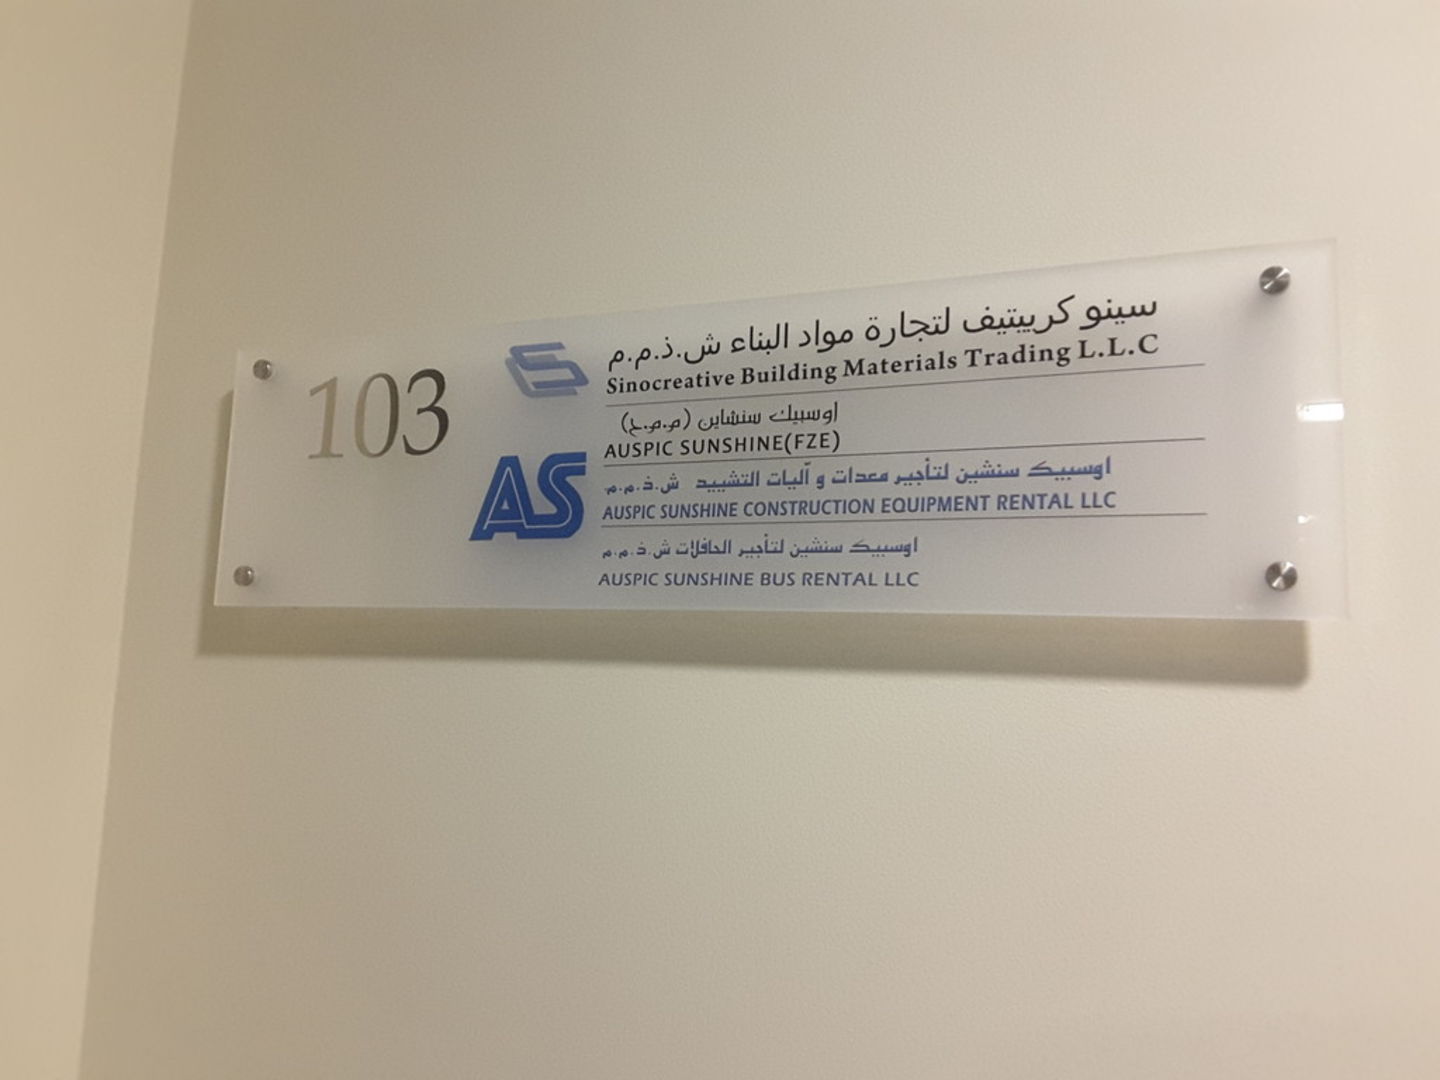 103
سينو كرييتيف لتجارة مواد البناء ش.ذ.م.م
Sinocreative Building Materials Trading L.L.C
اوسبيك سنشاين (م.م.ح)
AUSPIC SUNSHINE(FZE)
AS
اوسبيك سنشين لتأجير معدات و آليات التشييد ش.ذ.م.م.
AUSPIC SUNSHINE CONSTRUCTION EQUIPMENT RENTAL LLC
اوسبيك سنشين لتأجير الحافلات ش.ذ.م.م
AUSPIC SUNSHINE BUS RENTAL LLC